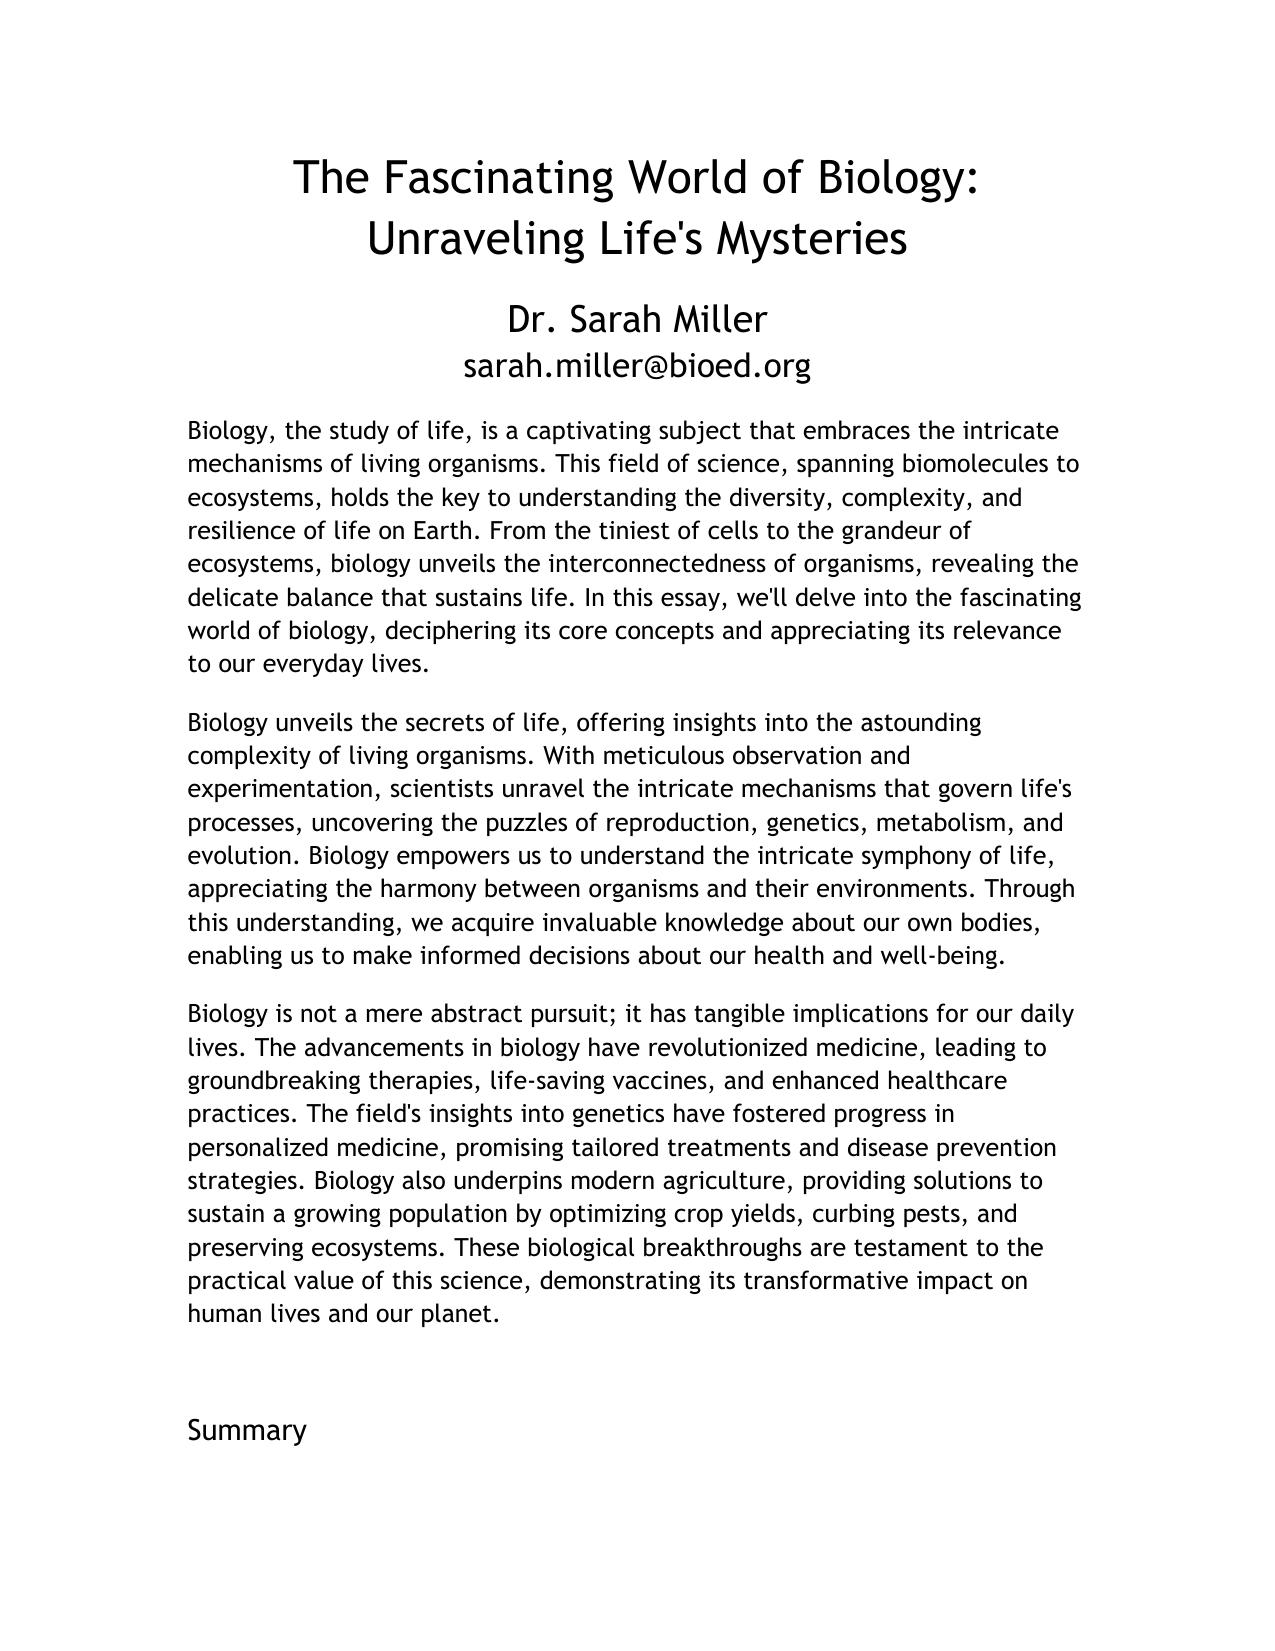 The Fascinating World of Biology:
Unraveling Life's Mysteries
Dr. Sarah Miller
sarah.miller@bioed.org
Biology, the study of life, is a captivating subject that embraces the intricate
mechanisms of living organisms. This field of science, spanning biomolecules to
ecosystems, holds the key to understanding the diversity, complexity, and
resilience of life on Earth. From the tiniest of cells to the grandeur of
ecosystems, biology unveils the interconnectedness of organisms, revealing the
delicate balance that sustains life. In this essay, we'll delve into the fascinating
world of biology, deciphering its core concepts and appreciating its relevance
to our everyday lives.
Biology unveils the secrets of life, offering insights into the astounding
complexity of living organisms. With meticulous observation and
experimentation, scientists unravel the intricate mechanisms that govern life's
processes, uncovering the puzzles of reproduction, genetics, metabolism, and
evolution. Biology empowers us to understand the intricate symphony of life,
appreciating the harmony between organisms and their environments. Through
this understanding, we acquire invaluable knowledge about our own bodies,
enabling us to make informed decisions about our health and well-being.
Biology is not a mere abstract pursuit; it has tangible implications for our daily
lives. The advancements in biology have revolutionized medicine, leading to
groundbreaking therapies, life-saving vaccines, and enhanced healthcare
practices. The field's insights into genetics have fostered progress in
personalized medicine, promising tailored treatments and disease prevention
strategies. Biology also underpins modern agriculture, providing solutions to
sustain a growing population by optimizing crop yields, curbing pests, and
preserving ecosystems. These biological breakthroughs are testament to the
practical value of this science, demonstrating its transformative impact on
human lives and our planet.
Summary